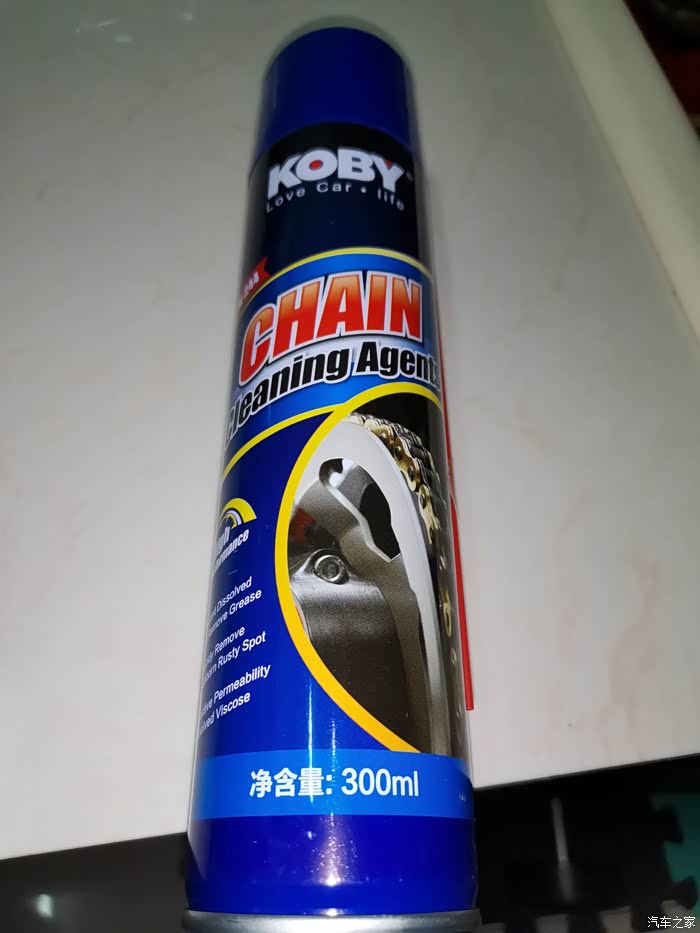 KOBY
Love Car • life
CHAIN
Cleaning Agent
Dissolved
Remove Grease
Remove
Rusty Spot
Permeability
Viscose
净含量: 300ml
汽车之家